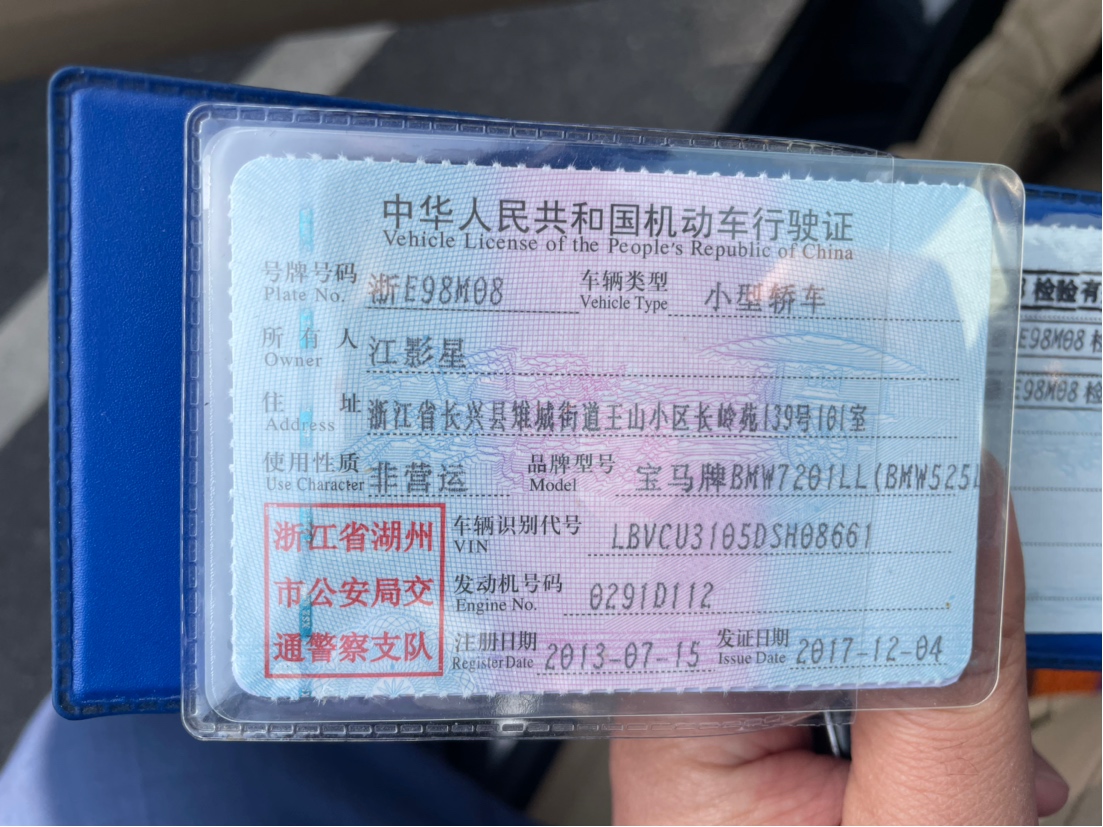 中华人民共和国机动车行驶证
Vehicle License of the People's Republic of China
号牌号码 浙E98M08 车辆类型 小型轿车
Plate No. Vehicle Type
所有人 江影星
Owner
住址 浙江省长兴县雉城街道王山小区长岭苑139号101室
Address
使用性质 非营运 品牌型号 宝马牌BMW7201LL(BMW525L
Use Character Model
浙江省湖州
市公安局交
通警察支队
车辆识别代号 LBVCU3105DSH08661
VIN
发动机号码 0291D112
Engine No.
注册日期 2013-07-15 发证日期 2017-12-04
Register Date Issue Date
检验有
E98M08 检
E98M08 检